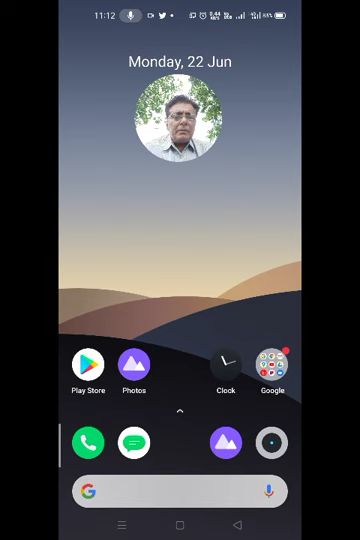 11:12
Monday, 22 Jun
Play Store
Photos
Clock
Google